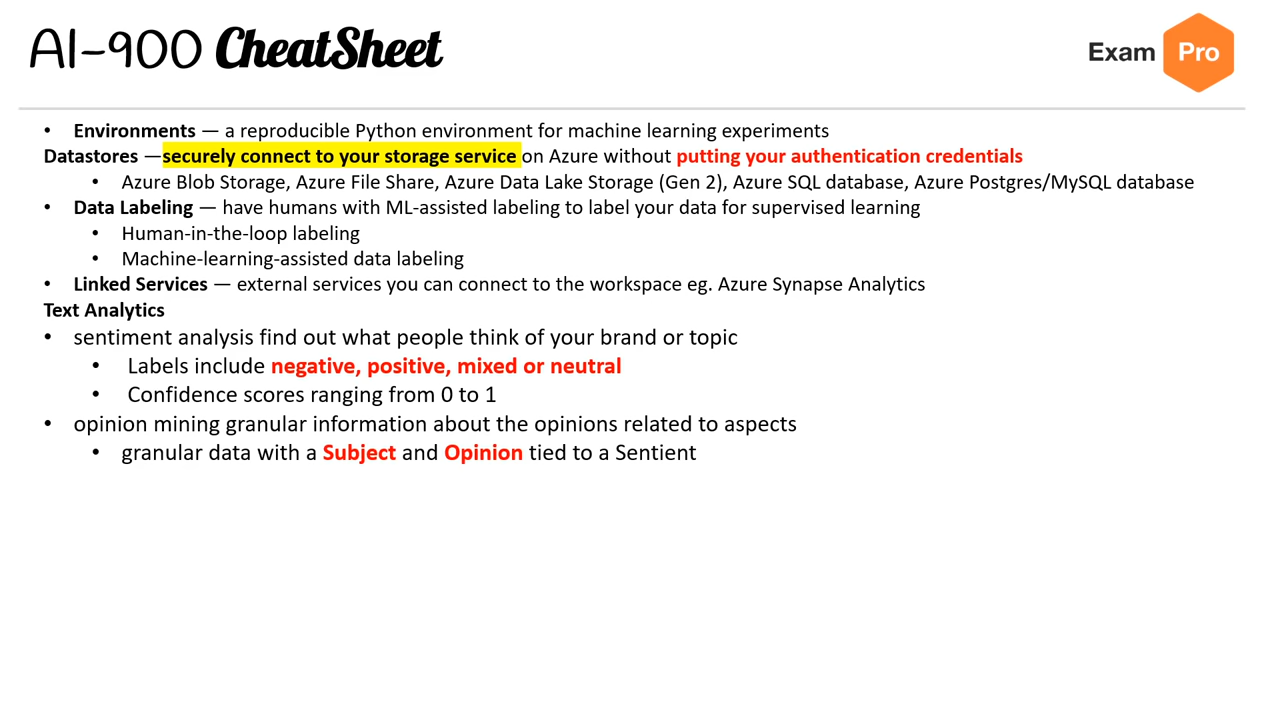 AI-900 CheatSheet
Exam Pro
• Environments — a reproducible Python environment for machine learning experiments
Datastores —securely connect to your storage service on Azure without putting your authentication credentials
• Azure Blob Storage, Azure File Share, Azure Data Lake Storage (Gen 2), Azure SQL database, Azure Postgres/MySQL database
• Data Labeling — have humans with ML-assisted labeling to label your data for supervised learning
• Human-in-the-loop labeling
• Machine-learning-assisted data labeling
• Linked Services — external services you can connect to the workspace eg. Azure Synapse Analytics
Text Analytics
• sentiment analysis find out what people think of your brand or topic
• Labels include negative, positive, mixed or neutral
• Confidence scores ranging from 0 to 1
• opinion mining granular information about the opinions related to aspects
• granular data with a Subject and Opinion tied to a Sentient